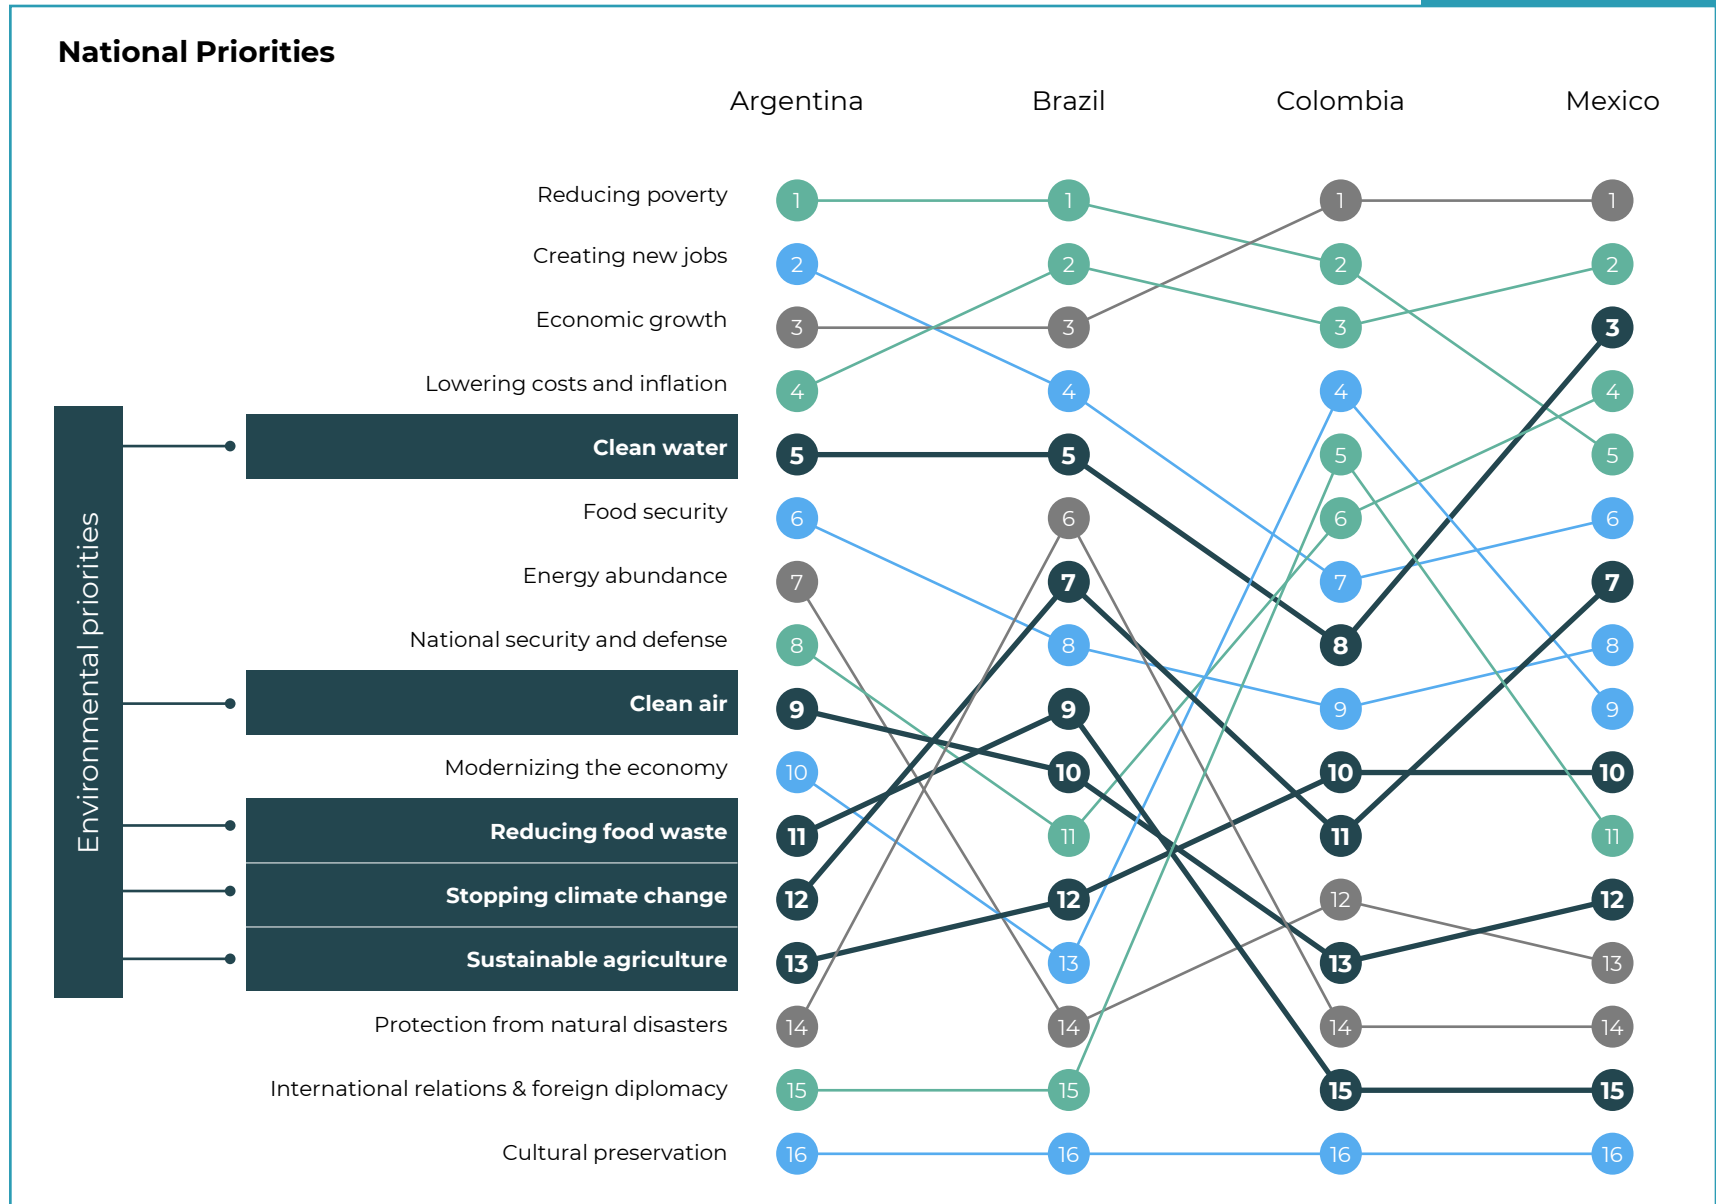 National Priorities
Argentina Brazil Colombia Mexico
Reducing poverty 1 1 1 1
Creating new jobs 2 2 2 2
Economic growth 3 3 3 3
Lowering costs and inflation 4 4 4 4
Clean water 5 5 5 5
Food security 6 6 6 6
Energy abundance 7 7 7 7
National security and defense 8 8 8 8
Clean air 9 9 9 9
Modernizing the economy 10 10 10 10
Reducing food waste 11 11 11 11
Stopping climate change 12 12 12 12
Sustainable agriculture 13 13 13 13
Protection from natural disasters 14 14 14 14
International relations & foreign diplomacy 15 15 15 15
Cultural preservation 16 16 16 16
Environmental priorities